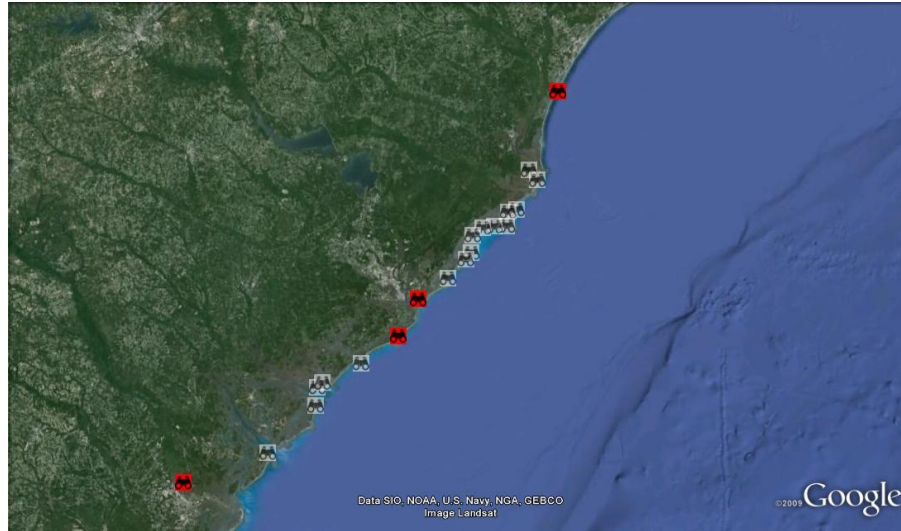 Data SIO, NOAA, U.S. Navy, NGA, GEBCO
Image Landsat
©2009 Google